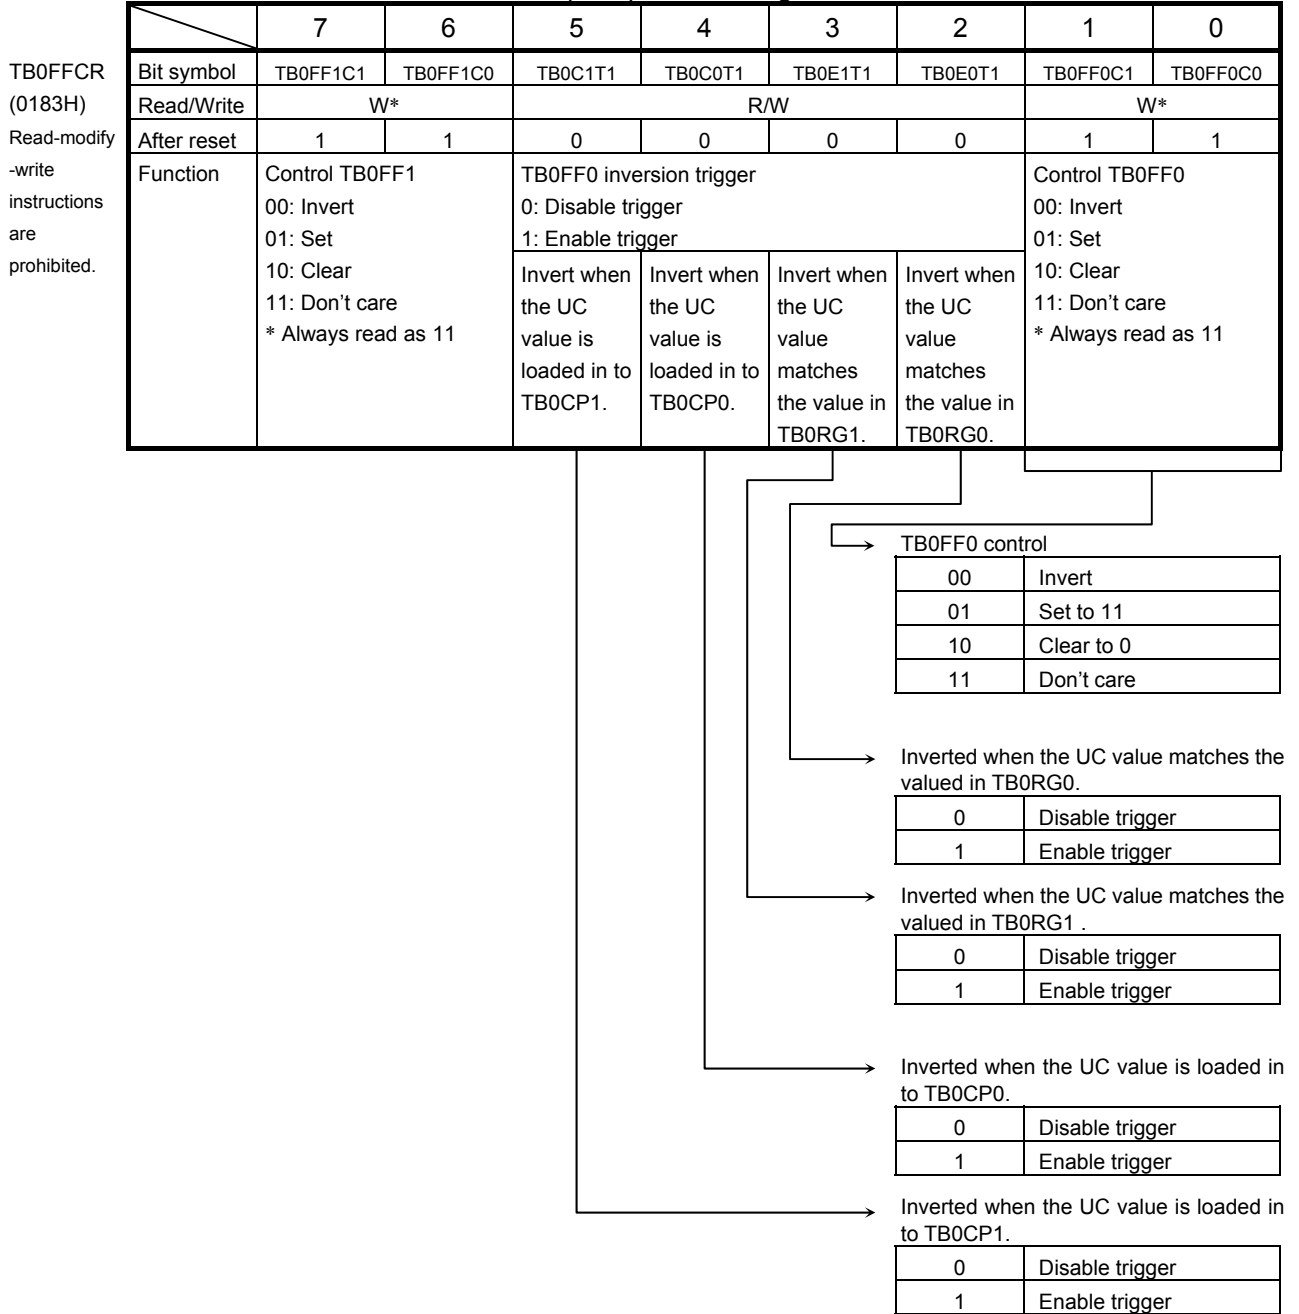 7 6 5 4 3 2 1 0
TB0FFCR
(0183H)
Read-modify
-write
instructions
are
prohibited.
Bit symbol TB0FF1C1 TB0FF1C0 TB0C1T1 TB0C0T1 TB0E1T1 TB0E0T1 TB0FF0C1 TB0FF0C0
Read/Write W* R/W W*
After reset 1 1 0 0 0 0 1 1
Function
Control TB0FF1
00: Invert
01: Set
10: Clear
11: Don't care
* Always read as 11
TB0FF0 inversion trigger
0: Disable trigger
1: Enable trigger
Invert when
the UC
value is
loaded in to
TB0CP1.
Invert when
the UC
value is
loaded in to
TB0CP0.
Invert when
the UC
value
matches
the value in
TB0RG1.
Invert when
the UC
value
matches
the value in
TB0RG0.
Control TB0FF0
00: Invert
01: Set
10: Clear
11: Don't care
* Always read as 11
TB0FF0 control
00 Invert
01 Set to 11
10 Clear to 0
11 Don't care
Inverted when the UC value matches the
valued in TB0RG0.
0 Disable trigger
1 Enable trigger
Inverted when the UC value matches the
valued in TB0RG1 .
0 Disable trigger
1 Enable trigger
Inverted when the UC value is loaded in
to TB0CP0.
0 Disable trigger
1 Enable trigger
Inverted when the UC value is loaded in
to TB0CP1.
0 Disable trigger
1 Enable trigger